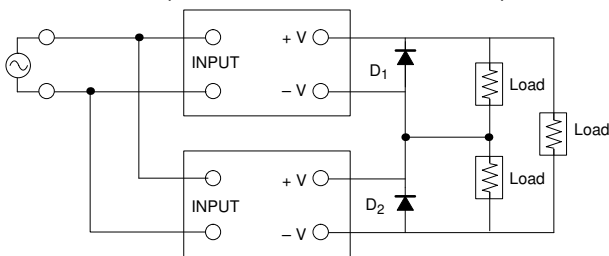 INPUT
+ V
– V
D1
Load
Load
Load
INPUT
+ V
– V
D2